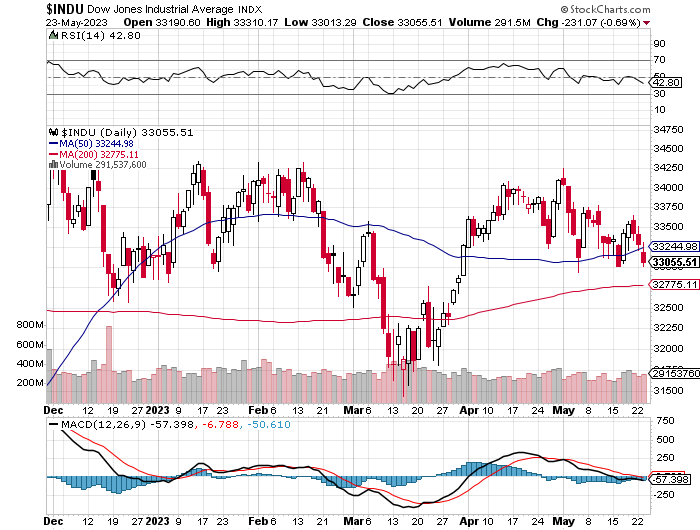 $INDU Dow Jones Industrial Average INDX © StockCharts.com
23-May-2023 Open 33190.60 High 33310.17 Low 33013.29 Close 33055.51 Volume 291.5M Chg -231.07 (-0.69%)
RSI(14) 42.80
90
70
50
42.80
30
10
$INDU (Daily) 33055.51
MA(50) 33244.98
MA(200) 32775.11
Volume 291,537,600
34750
34500
34250
34000
33750
33500
33244.98
33055.51
32775.11
32500
32250
32000
31750
29153760
31500
800M
600M
400M
200M
Dec 12 19 27 2023 9 17 23 Feb 6 13 21 Mar 6 13 20 27 Apr 10 17 24 May 8 15 22
MACD(12,26,9) -57.398, -6.788, -50.610
750
500
250
-57.398
-250
-500
Dec 12 19 27 2023 9 17 23 Feb 6 13 21 Mar 6 13 20 27 Apr 10 17 24 May 8 15 22